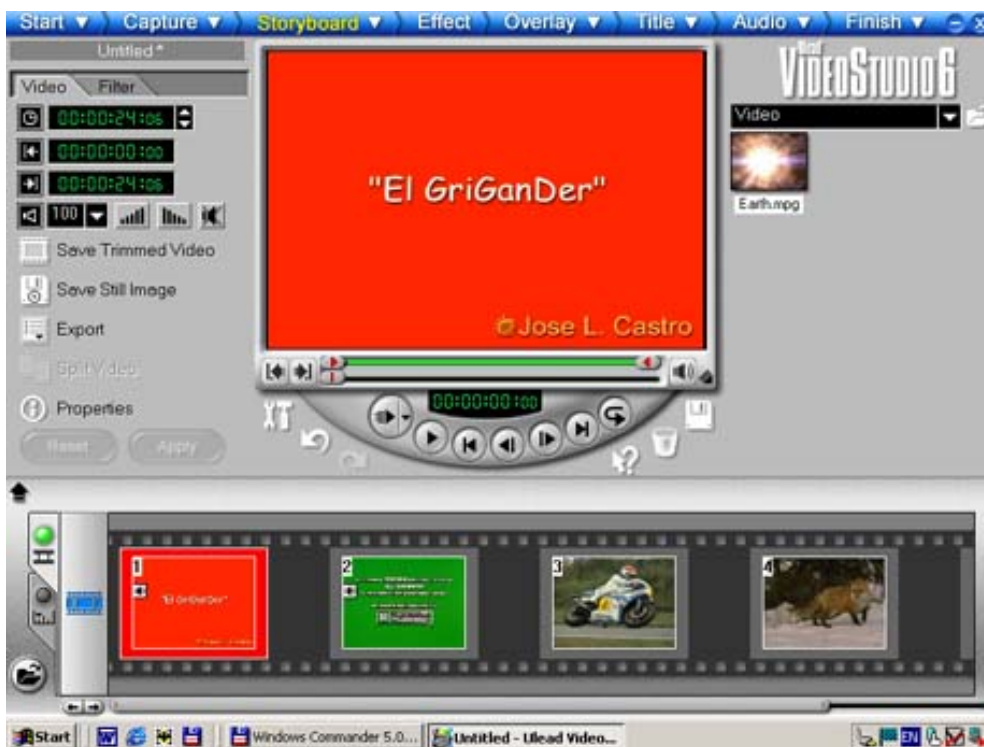 Start Capture Storyboard Effect Overlay Title Audio Finish
Untitled *
Ulead
VIDEOSTUDIO6
Video Filter
00:00:24:06
00:00:00:00
00:00:24:06
100
Save Trimmed Video
Save Still Image
Export
Split Video
Properties
Reset Apply
"El GriGanDer"
Jose L. Castro
00:00:00:00
Video
Earth.mpg
1
"El GriGanDer"
2
3
4
Start
Windows Commander 5.0...
Untitled - Ulead Video...
EN